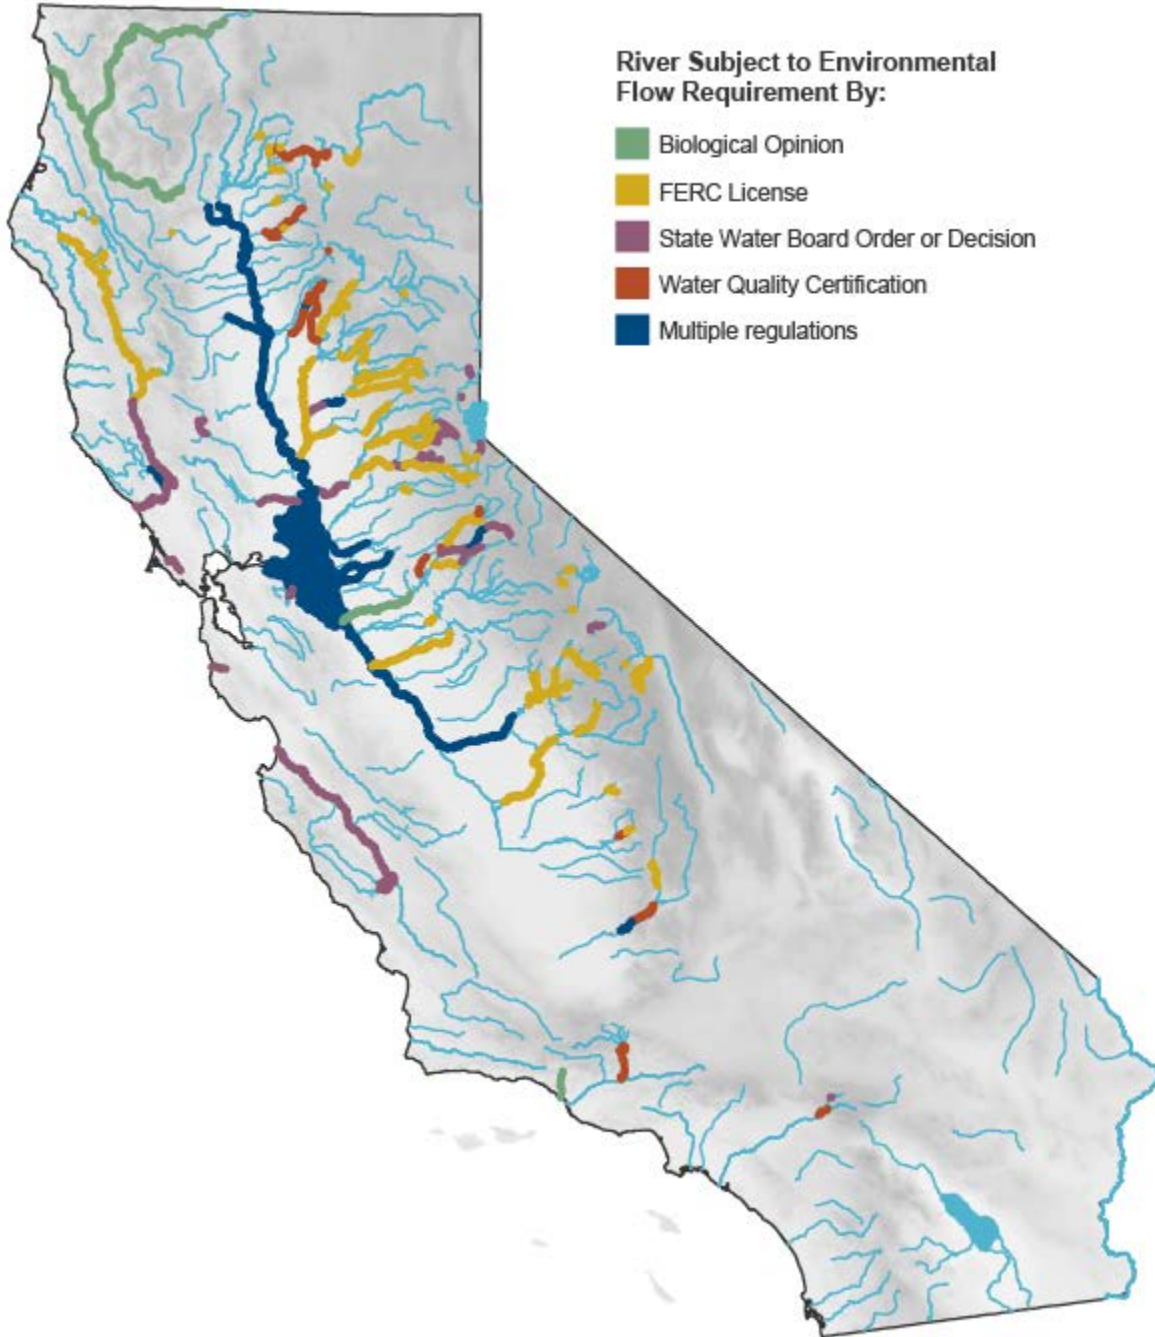 River Subject to Environmental
Flow Requirement By:
Biological Opinion
FERC License
State Water Board Order or Decision
Water Quality Certification
Multiple regulations